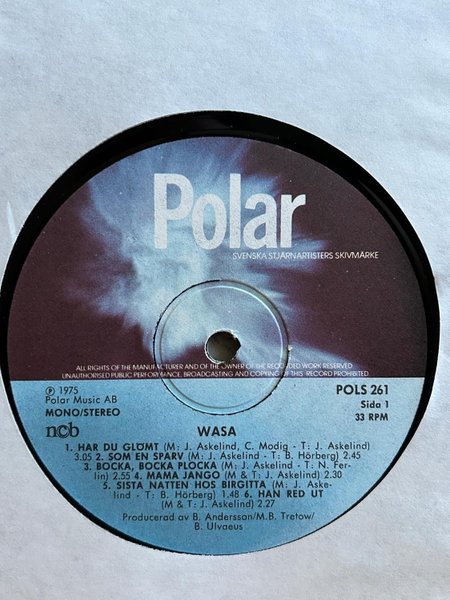 Polar
SVENSKA STJÄRNARTISTERS SKIVMÄRKE
ALL RIGHTS OF THE MANUFACTURER AND OF THE OWNER OF THE RECORDED WORK RESERVED
UNAUTHORISED PUBLIC PERFORMANCE, BROADCASTING AND COPYING OF THIS RECORD PROHIBITED
℗ 1975
Polar Music AB
MONO/STEREO
ncb
POLS 261
Sida 1
33 RPM
WASA
1. HAR DU GLÖMT (M: J. Askelind, C. Modig - T: J. Askelind)
3.05 2. SOM EN SPARV (M: J. Askelind - T: B. Hörberg) 2.45
3. BOCKA, BOCKA PLOCKA (M: J. Askelind - T: N. Fer-
lin) 2.55 4. MAMA JANGO (M & T: J. Askelind) 2.30
5. SISTA NATTEN HOS BIRGITTA (M: J. Aske-
lind - T: B. Hörberg) 1.48 6. HAN RED UT
(M & T: J. Askelind) 2.27
Producerad av B. Andersson/M.B. Tretow/
B. Ulvaeus